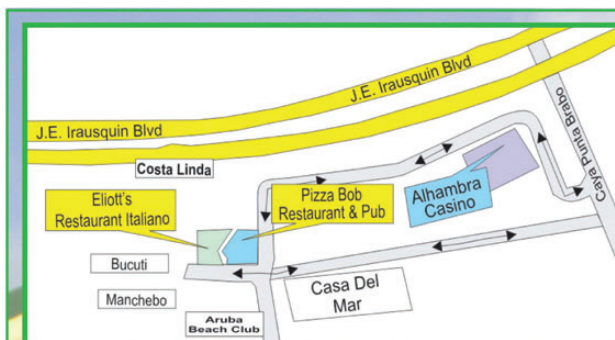 J.E. Irausquin Blvd
J.E. Irausquin Blvd
Caya Punta Brabo
Costa Linda
Eliott's
Restaurant Italiano
Pizza Bob
Restaurant & Pub
Alhambra
Casino
Bucuti
Manchebo
Casa Del
Mar
Aruba
Beach Club